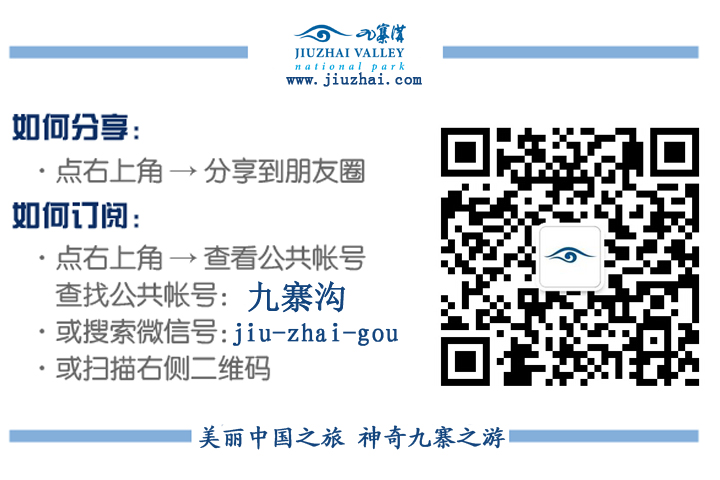 九寨溝
JIUZHAI VALLEY
national park
www.jiuzhai.com
如何分享：
·点右上角→分享到朋友圈
如何订阅：
·点右上角→查看公共帐号
查找公共帐号：九寨沟
·或搜索微信号:jiu-zhai-gou
·或扫描右侧二维码
美丽中国之旅 神奇九寨之游